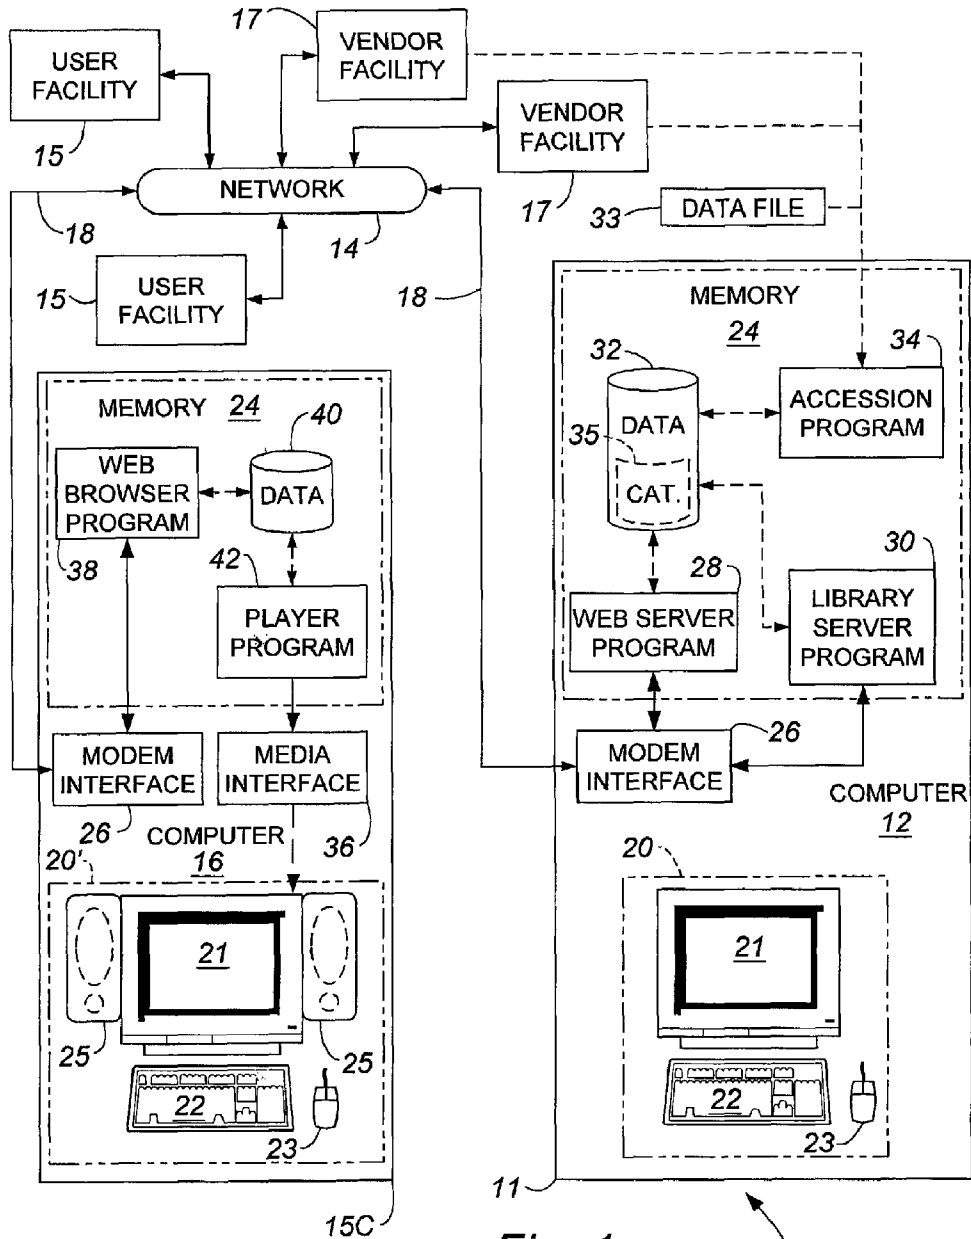 17
VENDOR
FACILITY
USER
FACILITY
15
VENDOR
FACILITY
17
NETWORK
14
18
33
DATA FILE
15
USER
FACILITY
18
MEMORY
24
32
34
ACCESSION
PROGRAM
DATA
35
CAT.
MEMORY 24
40
WEB
BROWSER
PROGRAM
DATA
38
42
PLAYER
PROGRAM
28
WEB SERVER
PROGRAM
30
LIBRARY
SERVER
PROGRAM
MODEM
INTERFACE
26
MEDIA
INTERFACE
36
MODEM
INTERFACE
26
COMPUTER
16
COMPUTER
12
20'
21
25
25
22
23
20
21
22
23
15C
11